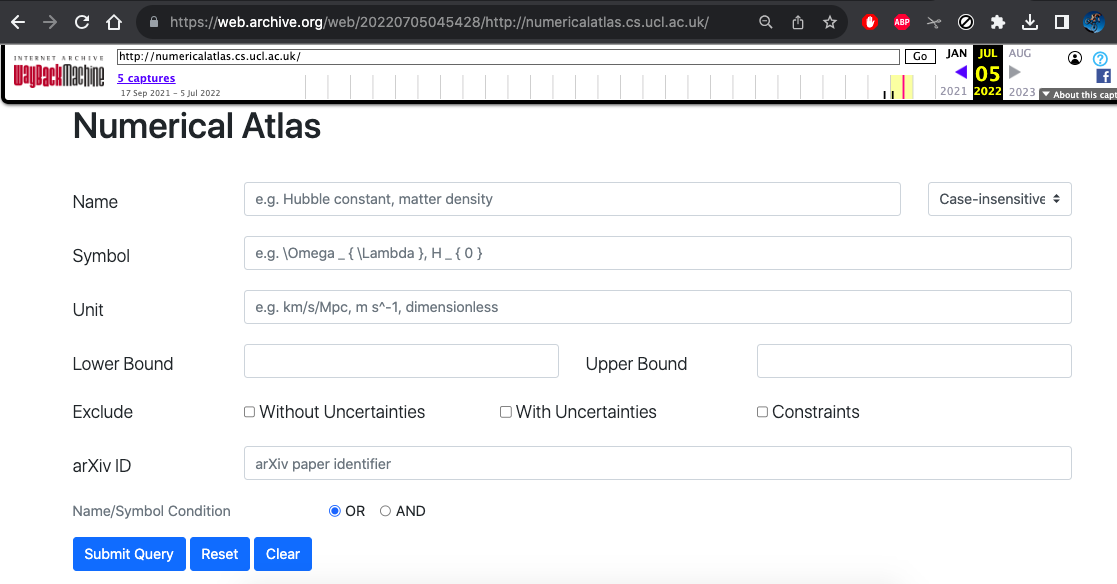 https://web.archive.org/web/20220705045428/http://numericalatlas.cs.ucl.ac.uk/
ABP
INTERNET ARCHIVE
WayBackMachine
http://numericalatlas.cs.ucl.ac.uk/
Go
JAN JUL AUG
5 captures
05
17 Sep 2021 – 5 Jul 2022
2021 2022 2023
▼ About this capt
Numerical Atlas
Name
e.g. Hubble constant, matter density
Case-insensitive
Symbol
e.g. \Omega _ { \Lambda }, H _ { 0 }
Unit
e.g. km/s/Mpc, m s^-1, dimensionless
Lower Bound
Upper Bound
Exclude
Without Uncertainties
With Uncertainties
Constraints
arXiv ID
arXiv paper identifier
Name/Symbol Condition
OR
AND
Submit Query
Reset
Clear